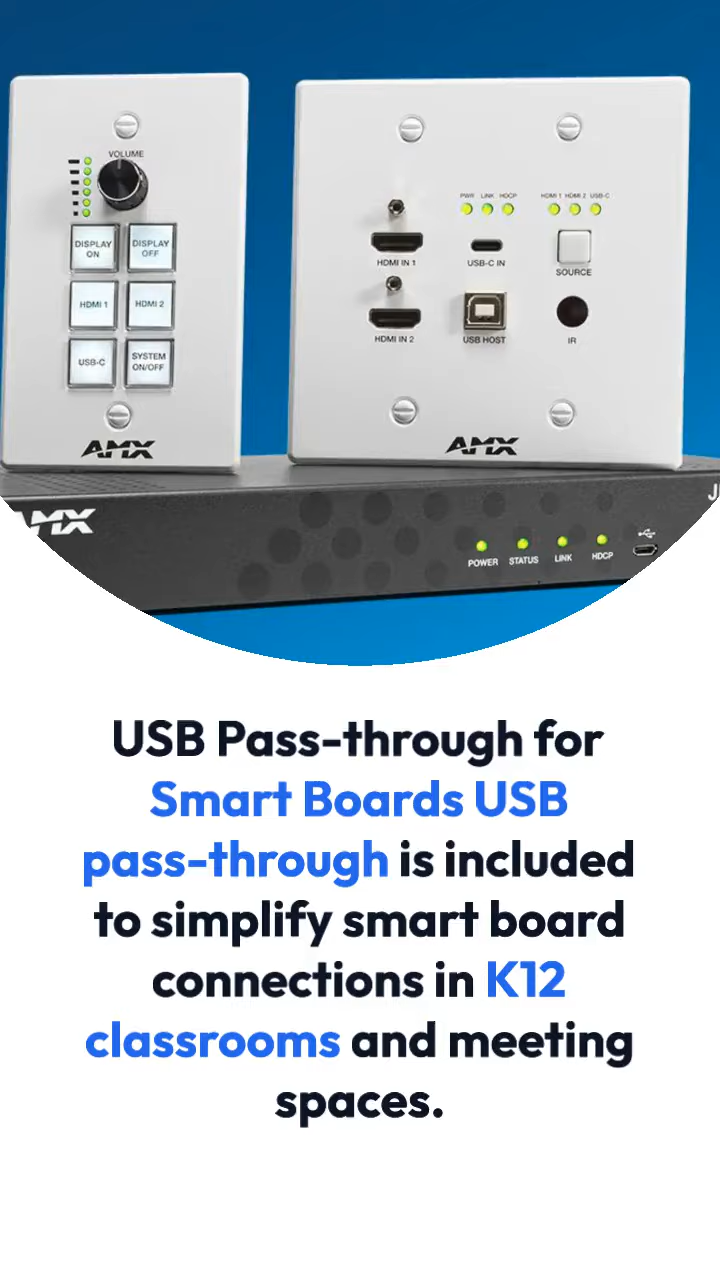 VOLUME
DISPLAY ON
DISPLAY OFF
HDMI 1
HDMI 2
USB-C
SYSTEM ON/OFF
AMX
PWR LINK HDCP
HDMI 1 HDMI 2 USB-C
HDMI IN 1
USB-C IN
SOURCE
HDMI IN 2
USB HOST
IR
AMX
AMX
POWER STATUS LINK HDCP
USB Pass-through for
Smart Boards USB
pass-through is included
to simplify smart board
connections in K12
classrooms and meeting
spaces.